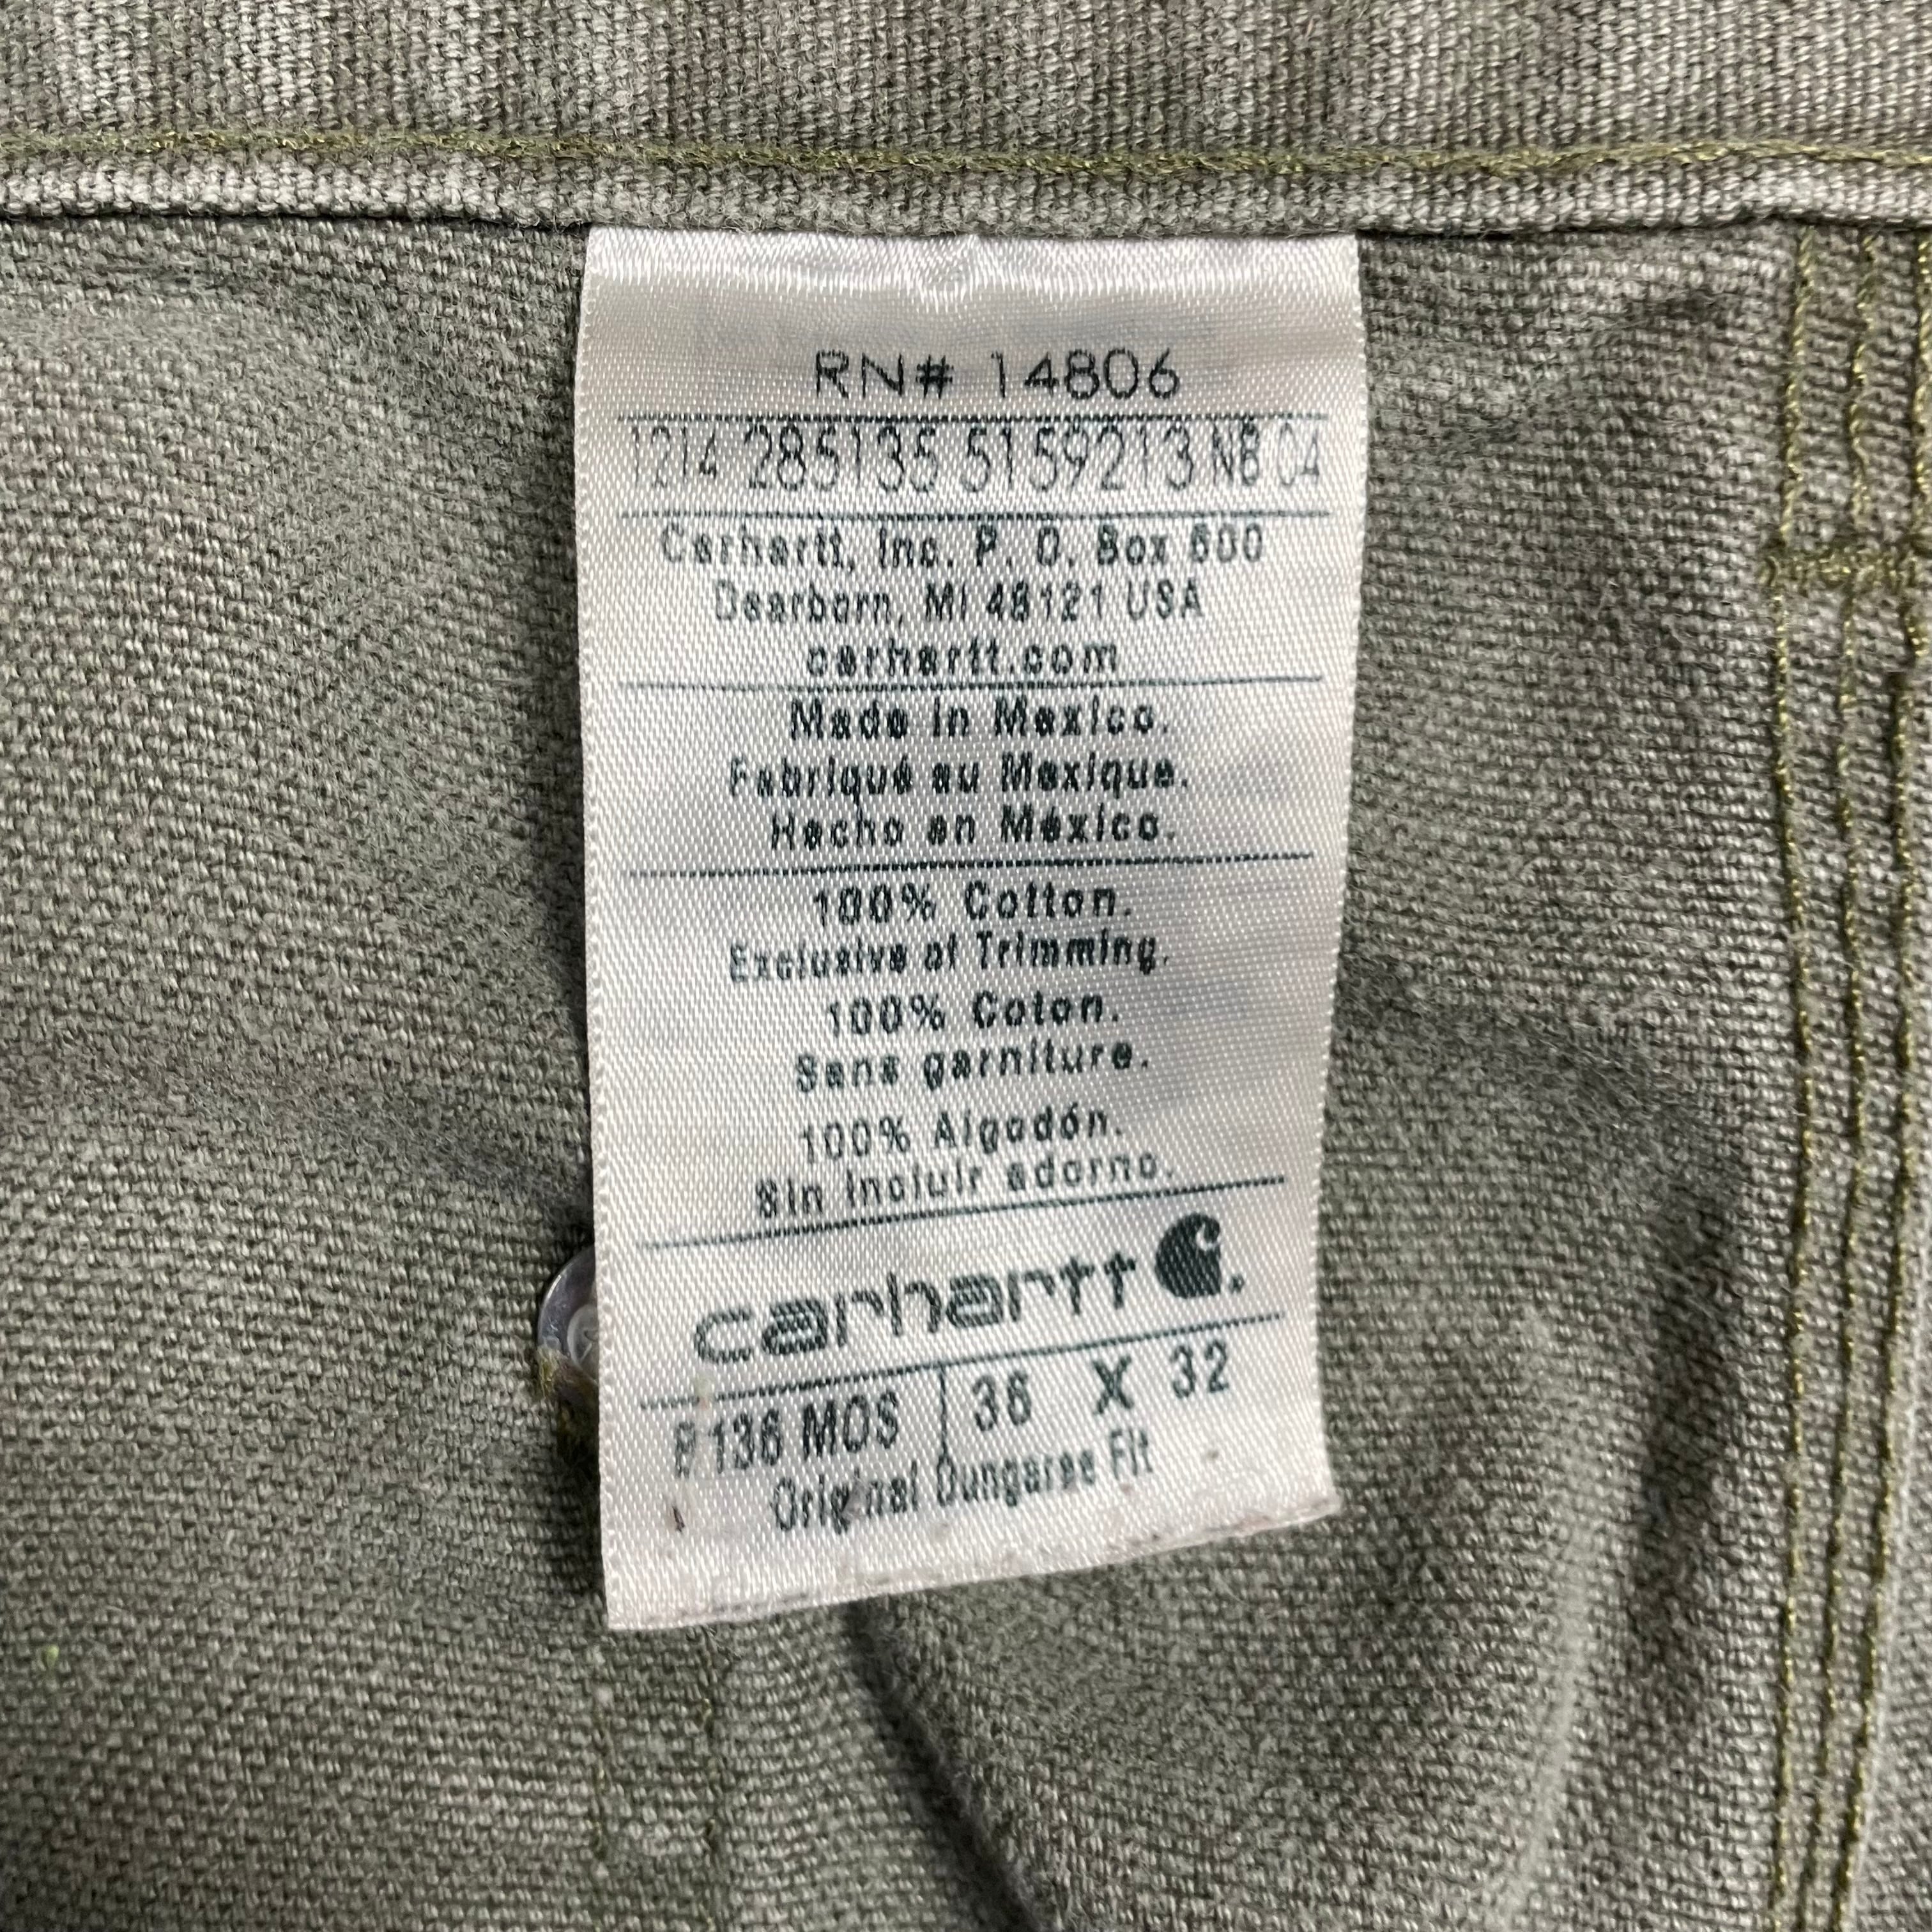 RN# 14806
1214 285135 5159213 NB C4
Carhartt, Inc. P. O. Box 600
Dearborn, MI 48121 USA
carhartt.com
Made in Mexico.
Fabriqué au Mexique.
Hecho en México.
100% Cotton.
Exclusive of Trimming.
100% Coton.
Sans garniture.
100% Algodón.
Sin incluir adorno.
carhartt
B136 MOS 36 X 32
Original Dungaree Fit